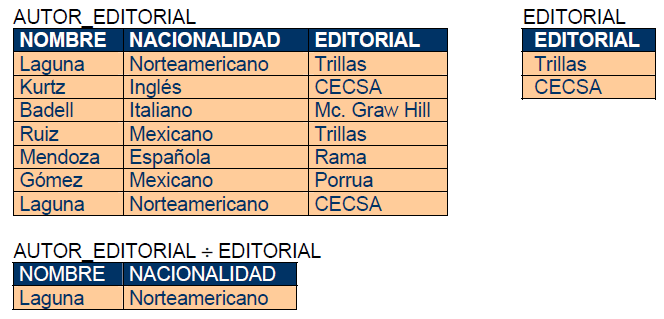 AUTOR_EDITORIAL
NOMBRE NACIONALIDAD EDITORIAL
Laguna Norteamericano Trillas
Kurtz Inglés CECSA
Badell Italiano Mc. Graw Hill
Ruiz Mexicano Trillas
Mendoza Española Rama
Gómez Mexicano Porrua
Laguna Norteamericano CECSA
EDITORIAL
EDITORIAL
Trillas
CECSA
AUTOR_EDITORIAL ÷ EDITORIAL
NOMBRE NACIONALIDAD
Laguna Norteamericano